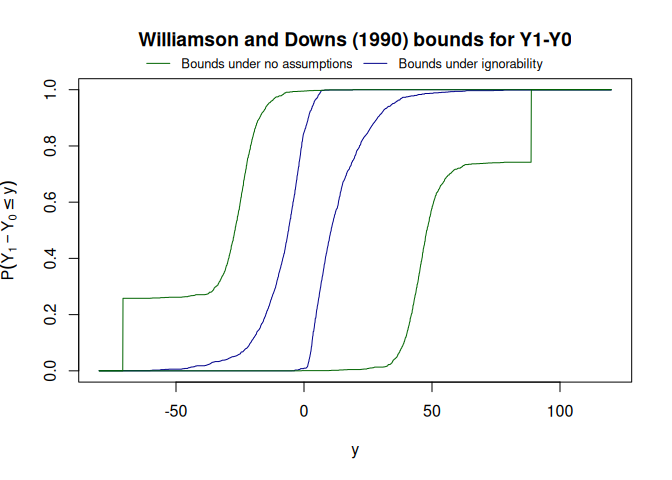 Williamson and Downs (1990) bounds for Y1-Y0
Bounds under no assumptions Bounds under ignorability
P(Y₁ − Y₀ ≤ y)
1.0
0.8
0.6
0.4
0.2
0.0
-50 0 50 100
y